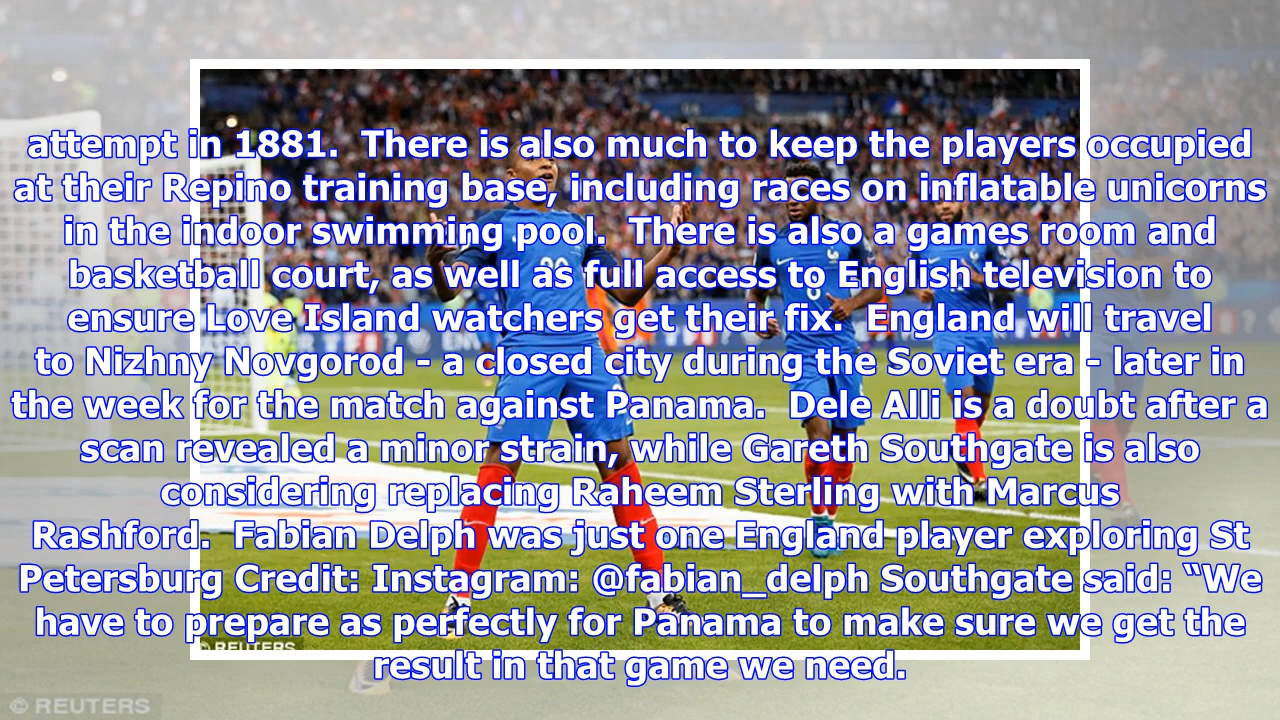 attempt in 1881.  There is also much to keep the players occupied
at their Repino training base, including races on inflatable unicorns
in the indoor swimming pool.  There is also a games room and
basketball court, as well as full access to English television to
ensure Love Island watchers get their fix.  England will travel
to Nizhny Novgorod - a closed city during the Soviet era - later in
the week for the match against Panama.  Dele Alli is a doubt after a
scan revealed a minor strain, while Gareth Southgate is also
considering replacing Raheem Sterling with Marcus
Rashford.  Fabian Delph was just one England player exploring St
Petersburg Credit: Instagram: @fabian_delph Southgate said: “We
have to prepare as perfectly for Panama to make sure we get the
© REUTERS
result in that game we need.
© REUTERS